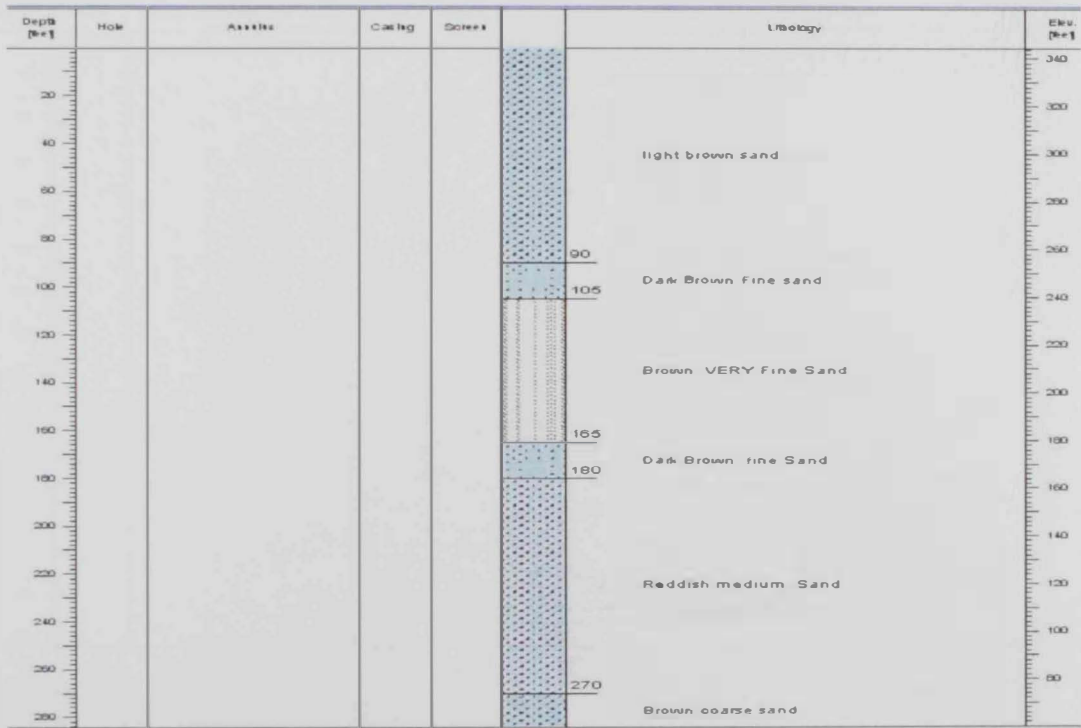 Depth [feet] Hole Annulus Casing Screen Lithology Elev. [feet]
340
20 320
40
light brown sand 300
60 280
80
90 260
Dark Brown Fine sand
100 105 240
120 220
Brown VERY Fine Sand
140 200
160 165 180
Dark Brown fine Sand
180 180 160
200 140
220 Reddish medium Sand 120
240 100
260 270 80
280 Brown coarse sand